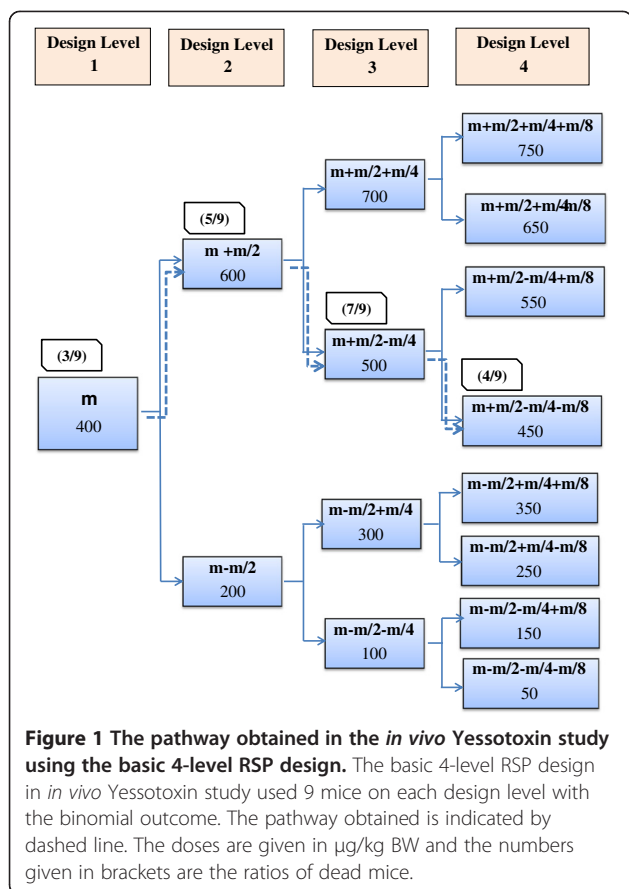 Design Level
1
Design Level
2
Design Level
3
Design Level
4
m+m/2+m/4+m/8
750
m+m/2+m/4
700
(5/9)
m+m/2+m/4-m/8
650
m +m/2
600
m+m/2-m/4+m/8
550
(7/9)
(3/9)
m+m/2-m/4
500
(4/9)
m
400
m+m/2-m/4-m/8
450
m-m/2+m/4+m/8
350
m-m/2+m/4
300
m-m/2
200
m-m/2+m/4-m/8
250
m-m/2-m/4
100
m-m/2-m/4+m/8
150
m-m/2-m/4-m/8
50
Figure 1 The pathway obtained in the in vivo Yessotoxin study
using the basic 4-level RSP design. The basic 4-level RSP design
in in vivo Yessotoxin study used 9 mice on each design level with
the binomial outcome. The pathway obtained is indicated by
dashed line. The doses are given in μg/kg BW and the numbers
given in brackets are the ratios of dead mice.